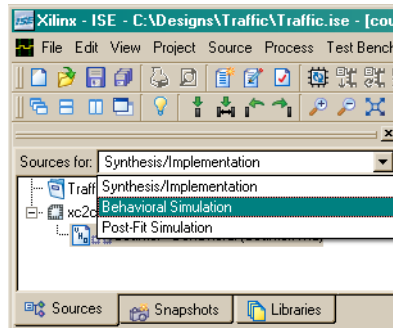 Xilinx - ISE - C:\Designs\Traffic\Traffic.ise - [cou
File Edit View Project Source Process Test Bench
Sources for: Synthesis/Implementation
Traff Synthesis/Implementation
xc2c Behavioral Simulation
Post-Fit Simulation
Sources Snapshots Libraries